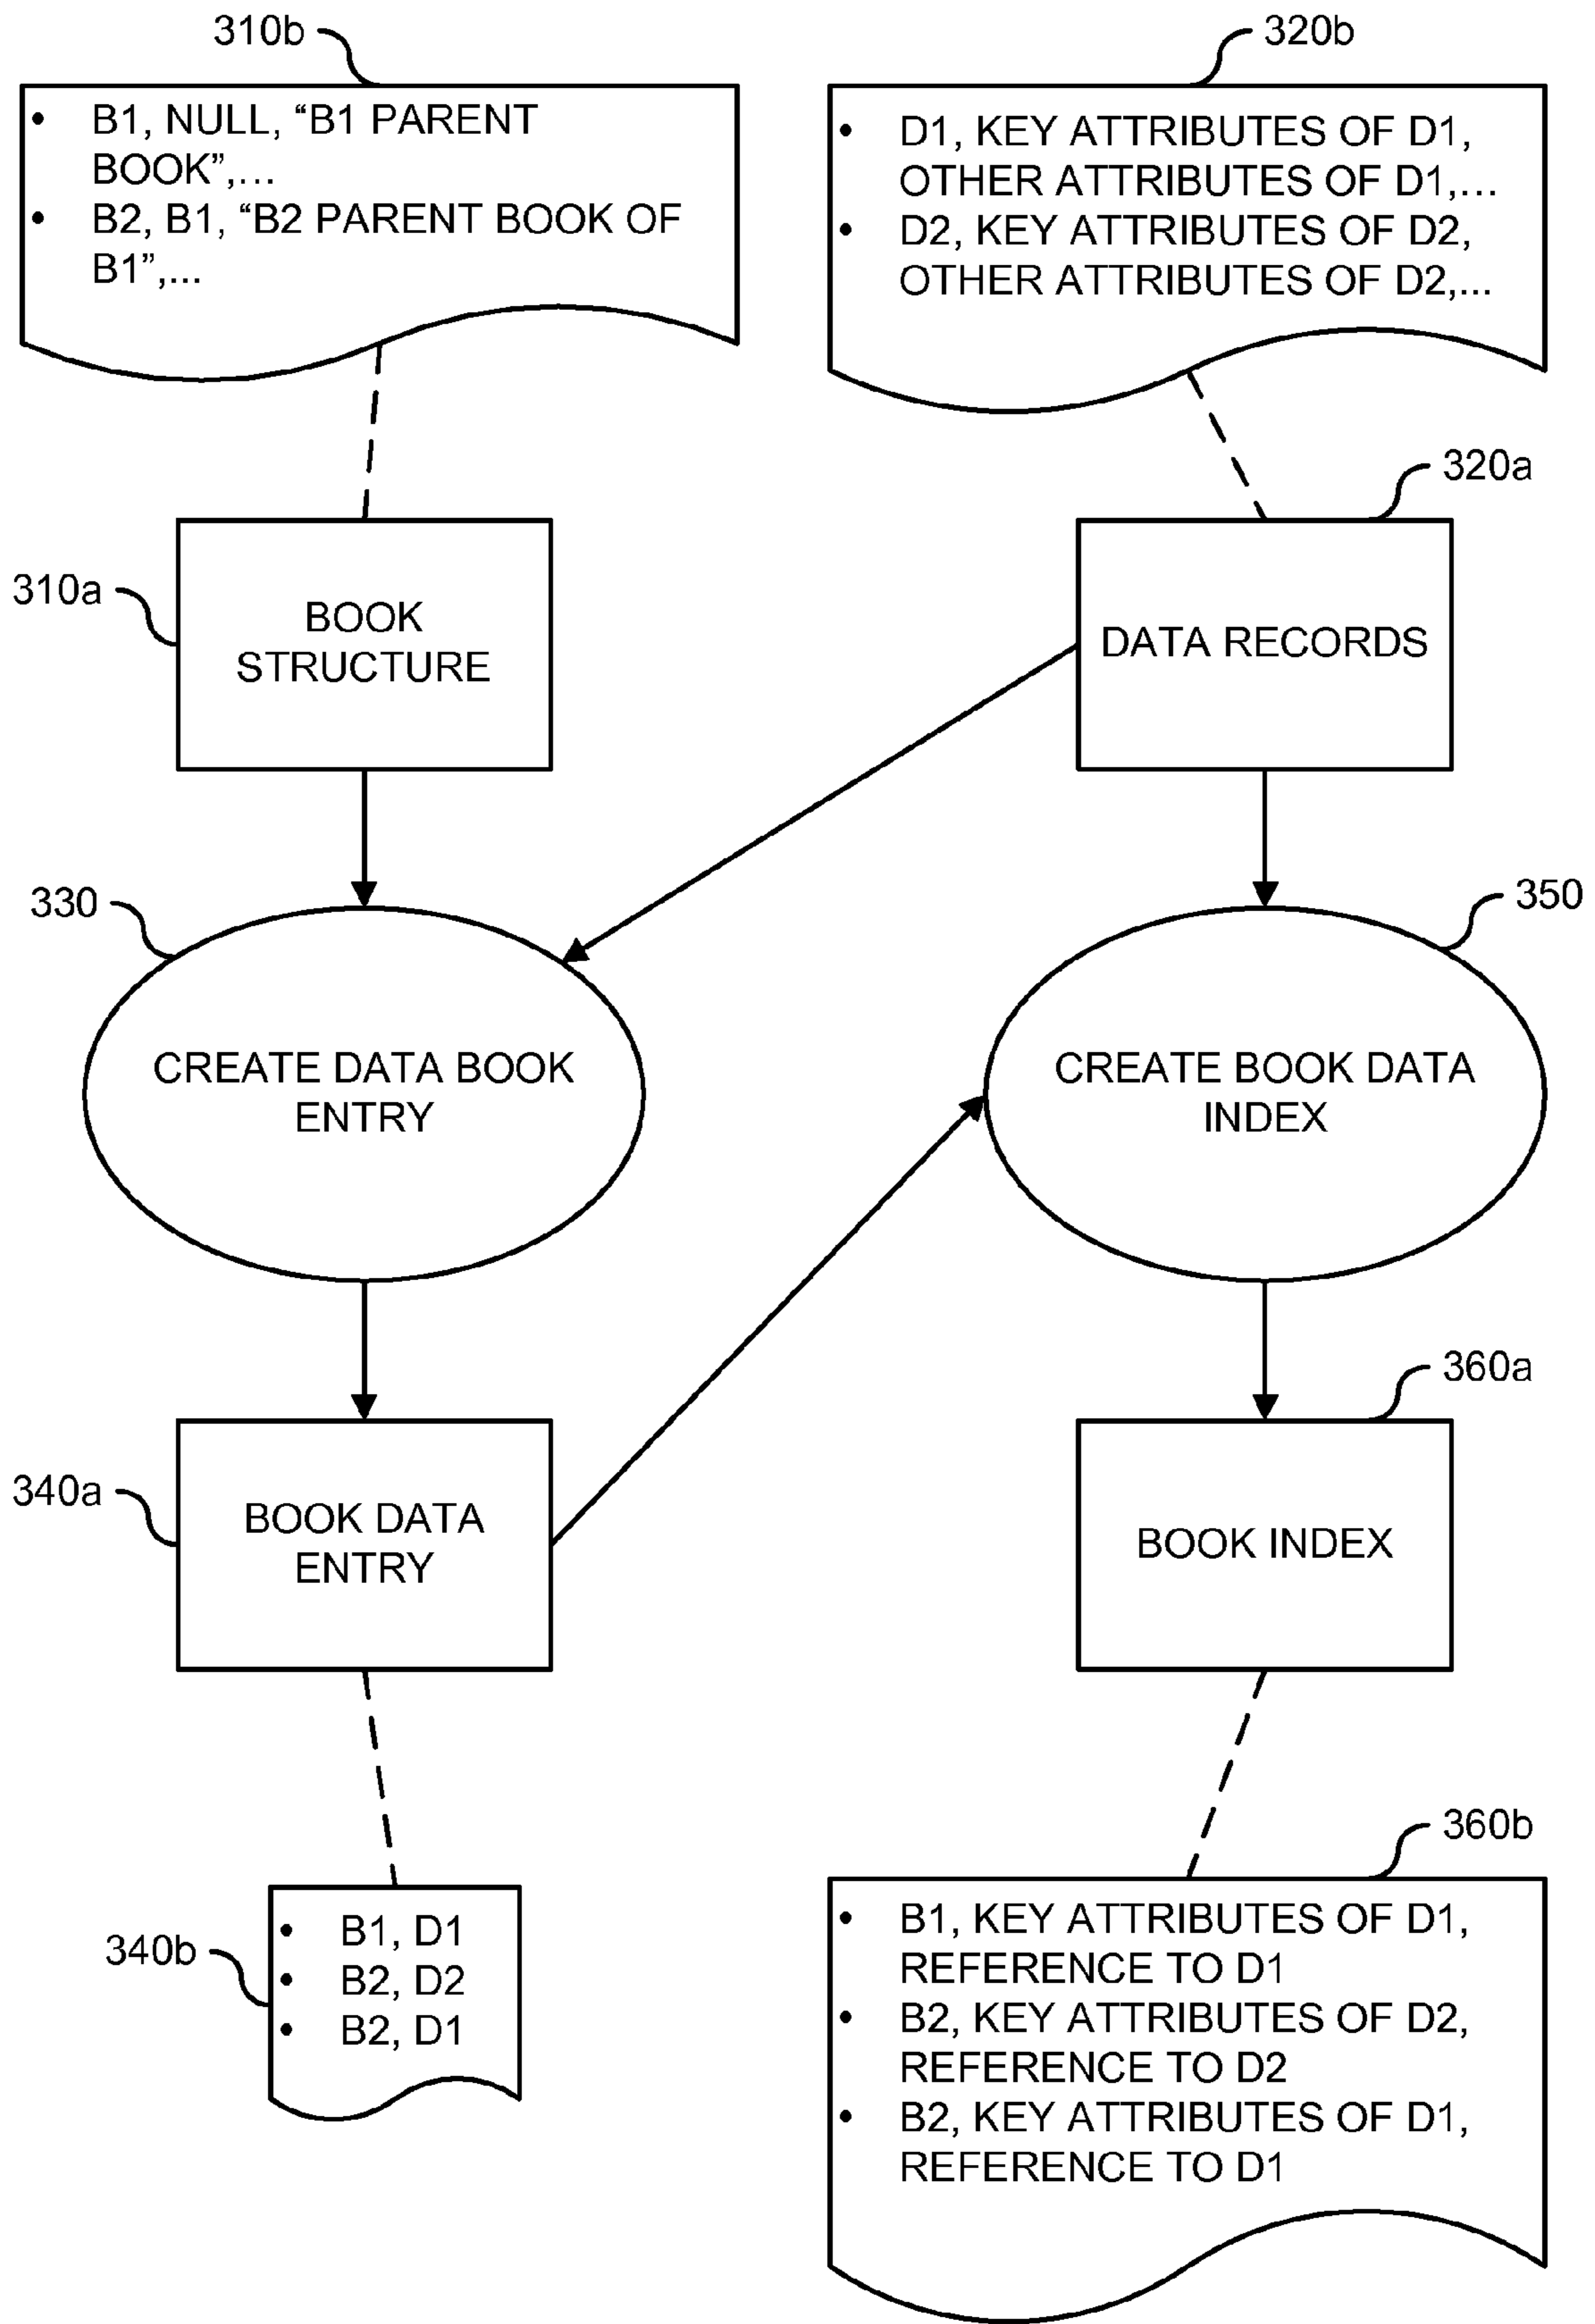 310b
320b
• B1, NULL, “B1 PARENT
BOOK”,...
• B2, B1, “B2 PARENT BOOK OF
B1”,...
• D1, KEY ATTRIBUTES OF D1,
OTHER ATTRIBUTES OF D1,...
• D2, KEY ATTRIBUTES OF D2,
OTHER ATTRIBUTES OF D2,...
320a
310a
BOOK
STRUCTURE
DATA RECORDS
330
350
CREATE DATA BOOK
ENTRY
CREATE BOOK DATA
INDEX
360a
340a
BOOK DATA
ENTRY
BOOK INDEX
360b
340b
• B1, D1
• B2, D2
• B2, D1
• B1, KEY ATTRIBUTES OF D1,
REFERENCE TO D1
• B2, KEY ATTRIBUTES OF D2,
REFERENCE TO D2
• B2, KEY ATTRIBUTES OF D1,
REFERENCE TO D1